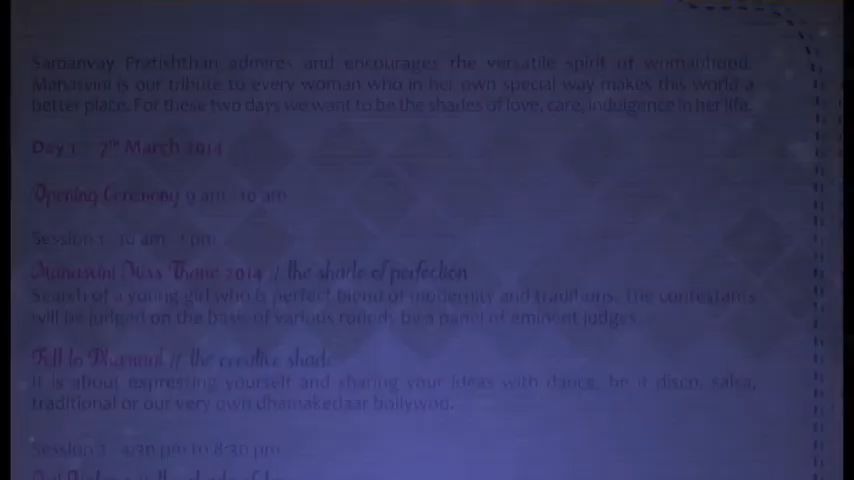 Samanvay Pratishthan admires and encourages the versatile spirit of womanhood.
Manasvini is our tribute to every woman who in her own special way makes this world a
better place. For these two days we want to be the shades of love, care, indulgence in her life.
Day 1 - 7th March 2014
Opening Ceremony 9 am - 10 am
Session 1 - 10 am - 1 pm
Manasvini Miss Thane 2014 // the shade of perfection
Search of a young girl who is perfect blend of modernity and traditions. The contestants
will be judged on the basis of various rounds by a panel of eminent judges.
// the creative shade
It is about expressing yourself and sharing your ideas with dance, be it disco, salsa,
traditional or our very own dhamakedaar bollywod.
Session 2 - 4:30 pm to 8:30 pm